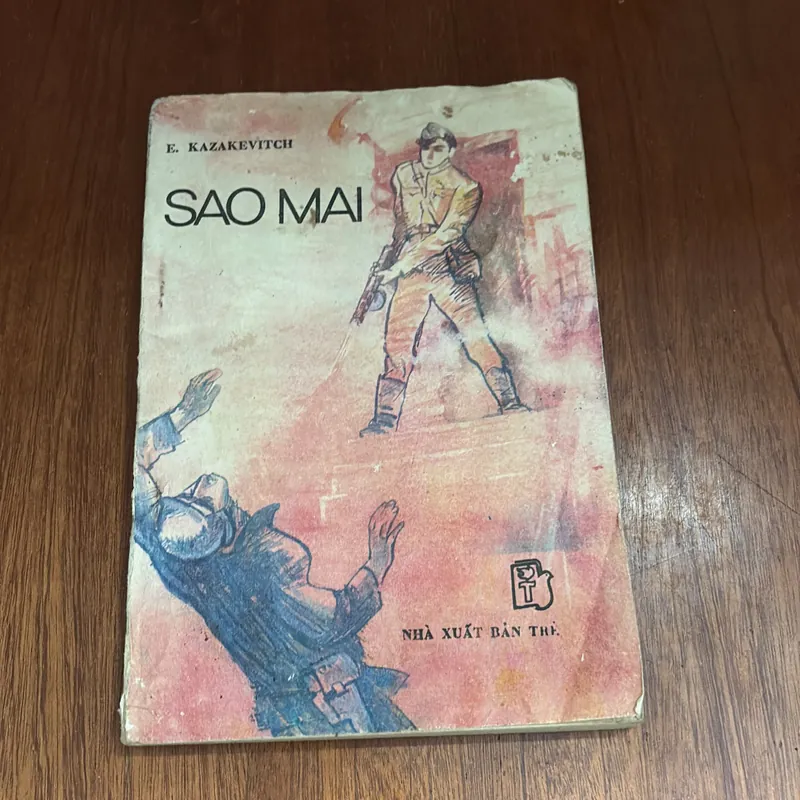 E. KAZAKEVITCH
SAO MAI
T
NHÀ XUẤT BẢN TRẺ